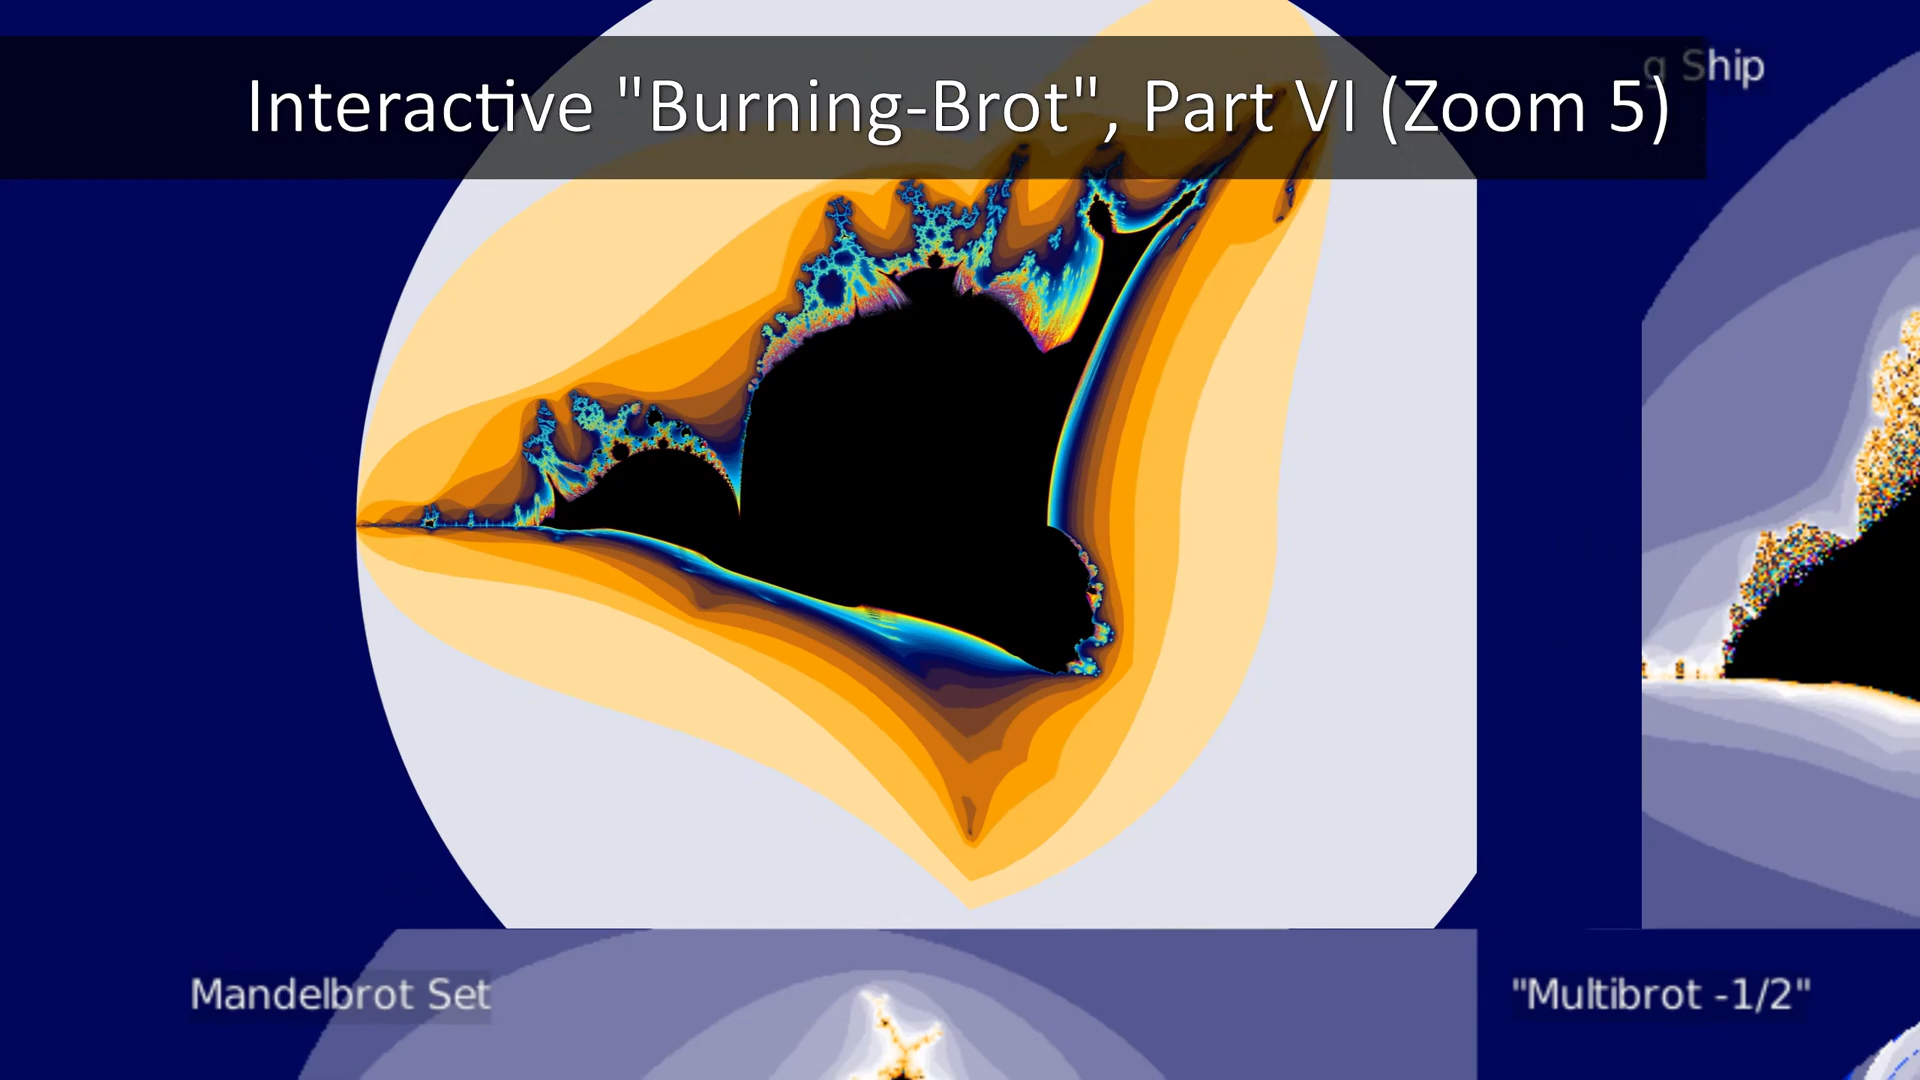 g Ship
Interactive "Burning-Brot", Part VI (Zoom 5)
Mandelbrot Set
"Multibrot -1/2"